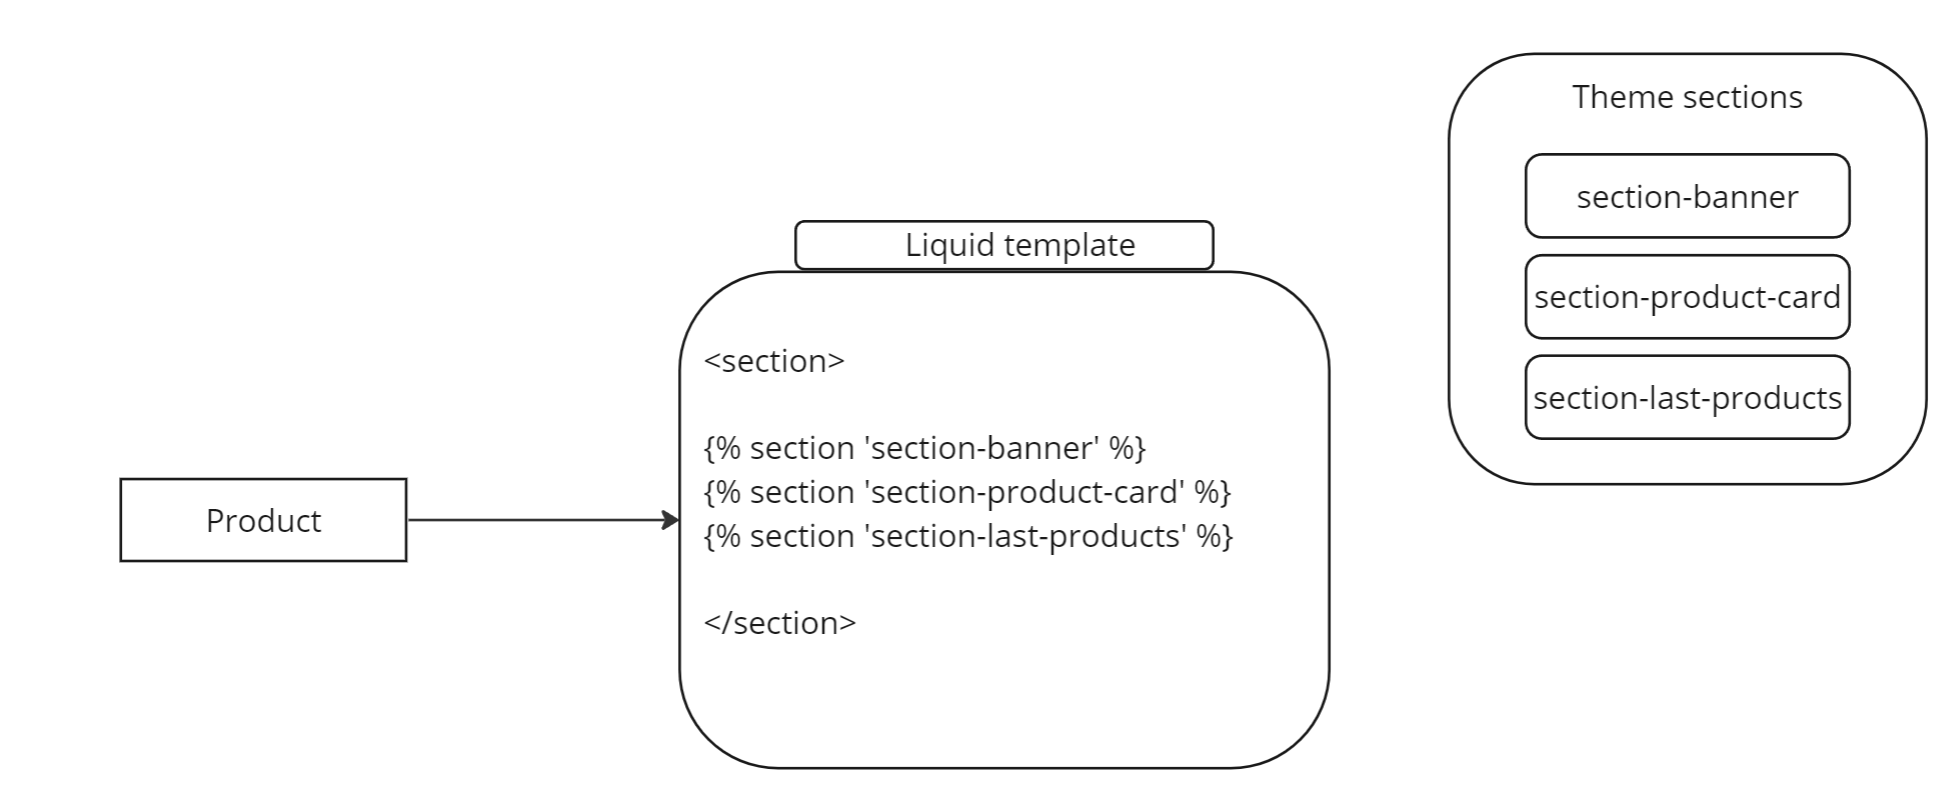 Product
Liquid template
<section>
{% section 'section-banner' %}
{% section 'section-product-card' %}
{% section 'section-last-products' %}
</section>
Theme sections
section-banner
section-product-card
section-last-products